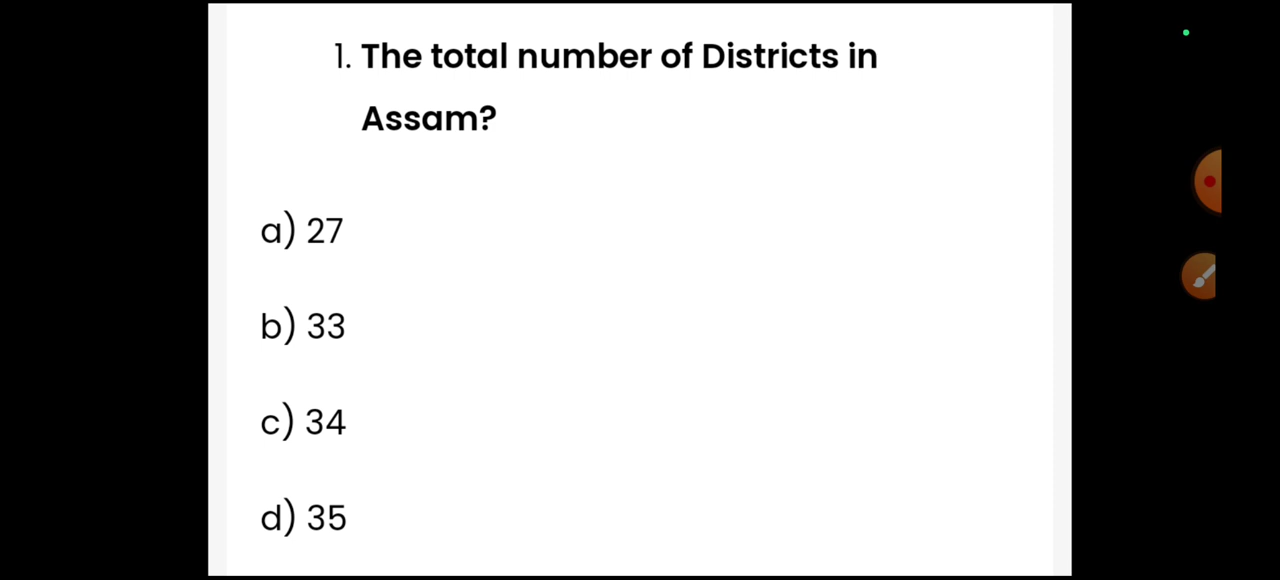 1. The total number of Districts in
Assam?
a) 27
b) 33
c) 34
d) 35